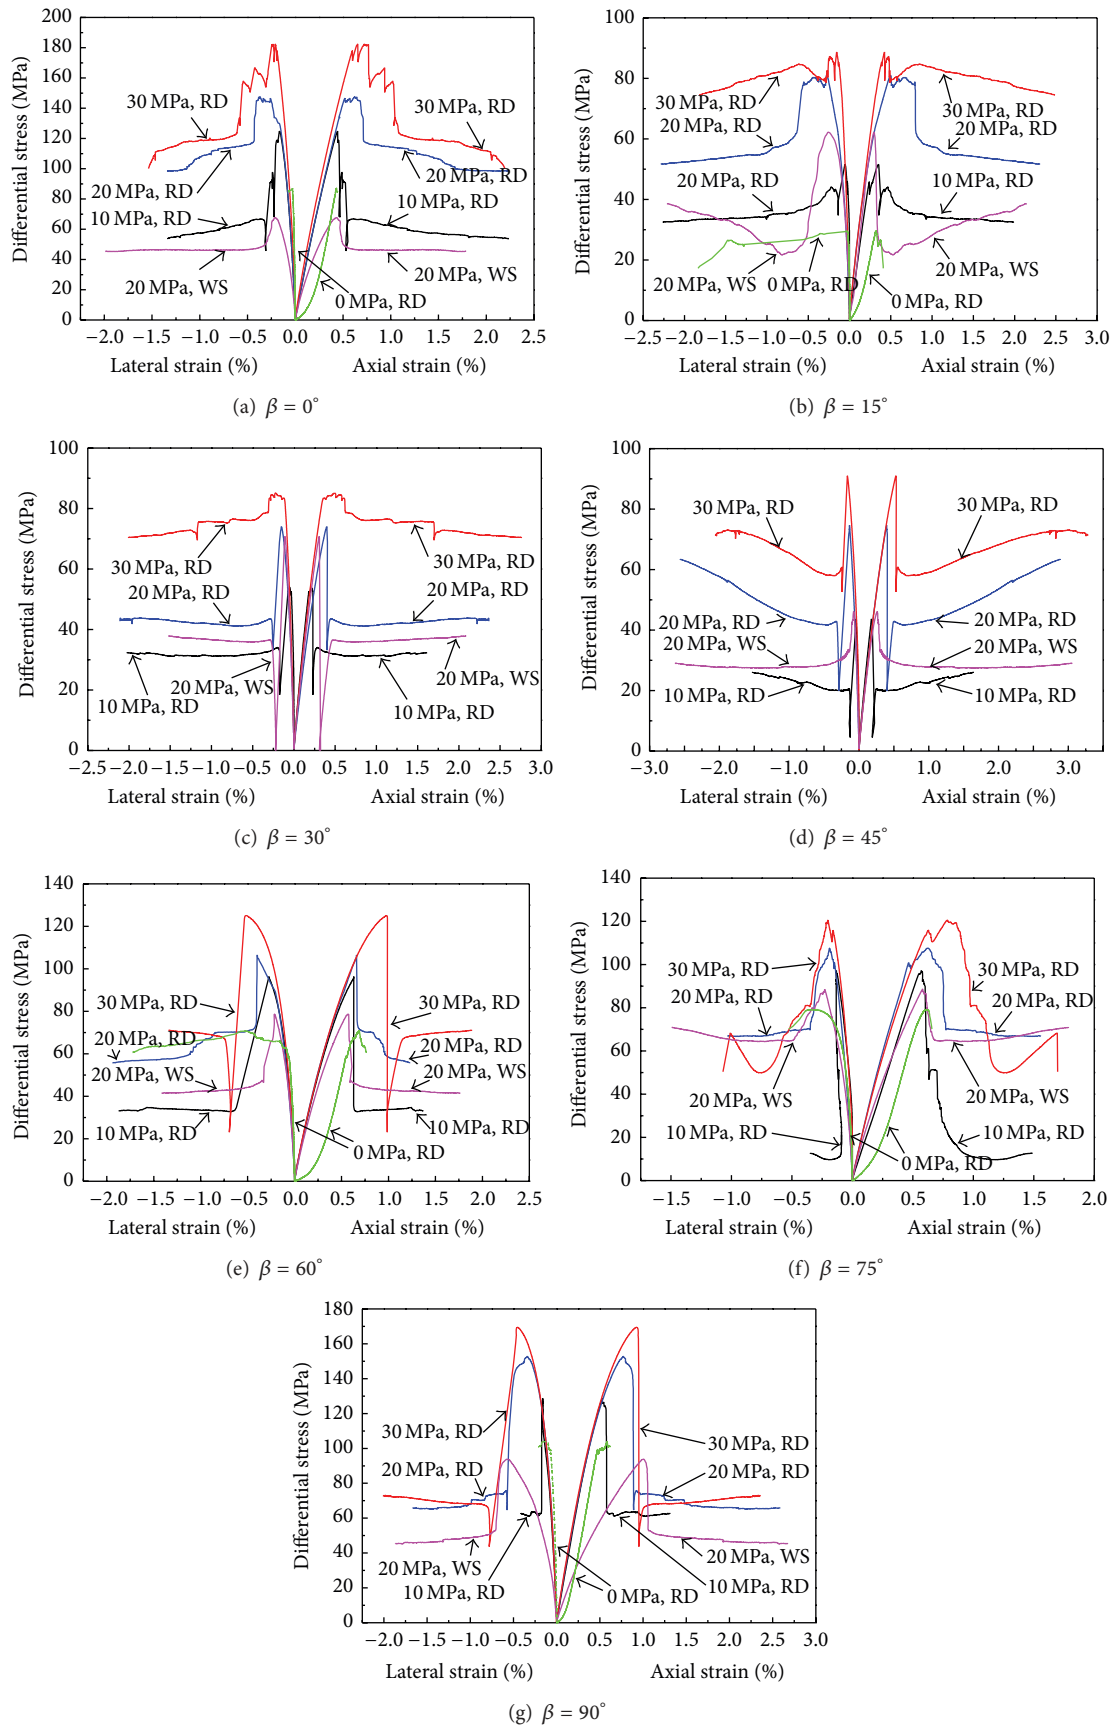 Differential stress (MPa)
200
180
160
140
120
100
80
60
40
20
0
30 MPa, RD
30 MPa, RD
20 MPa, RD
20 MPa, RD
10 MPa, RD
10 MPa, RD
20 MPa, WS
20 MPa, WS
0 MPa, RD
−2.0 −1.5 −1.0 −0.5 0.0 0.5 1.0 1.5 2.0 2.5
Lateral strain (%) Axial strain (%)
(a) β = 0°
Differential stress (MPa)
100
80
60
40
20
0
30 MPa, RD
30 MPa, RD
20 MPa, RD
20 MPa, RD
20 MPa, RD
10 MPa, RD
20 MPa, WS
20 MPa, WS
0 MPa, RD
0 MPa, RD
−2.5 −2.0 −1.5 −1.0 −0.5 0.0 0.5 1.0 1.5 2.0 2.5 3.0
Lateral strain (%) Axial strain (%)
(b) β = 15°
Differential stress (MPa)
100
80
60
40
20
0
30 MPa, RD
30 MPa, RD
20 MPa, RD
20 MPa, RD
20 MPa, WS
20 MPa, WS
10 MPa, RD
10 MPa, RD
−2.5 −2.0 −1.5 −1.0 −0.5 0.0 0.5 1.0 1.5 2.0 2.5 3.0
Lateral strain (%) Axial strain (%)
(c) β = 30°
Differential stress (MPa)
100
80
60
40
20
0
30 MPa, RD
30 MPa, RD
20 MPa, RD
20 MPa, RD
20 MPa, WS
20 MPa, WS
10 MPa, RD
10 MPa, RD
−3.0 −2.0 −1.0 0.0 1.0 2.0 3.0
Lateral strain (%) Axial strain (%)
(d) β = 45°
Differential stress (MPa)
140
120
100
80
60
40
20
0
30 MPa, RD
30 MPa, RD
20 MPa, RD
20 MPa, RD
20 MPa, WS
20 MPa, WS
10 MPa, RD
10 MPa, RD
0 MPa, RD
−2.0 −1.5 −1.0 −0.5 0.0 0.5 1.0 1.5 2.0 2.5
Lateral strain (%) Axial strain (%)
(e) β = 60°
Differential stress (MPa)
140
120
100
80
60
40
20
0
30 MPa, RD
30 MPa, RD
20 MPa, RD
20 MPa, RD
20 MPa, WS
20 MPa, WS
10 MPa, RD
10 MPa, RD
0 MPa, RD
−1.5 −1.0 −0.5 0.0 0.5 1.0 1.5 2.0
Lateral strain (%) Axial strain (%)
(f) β = 75°
Differential stress (MPa)
180
160
140
120
100
80
60
40
20
0
30 MPa, RD
30 MPa, RD
20 MPa, RD
20 MPa, RD
20 MPa, WS
20 MPa, WS
10 MPa, RD
10 MPa, RD
0 MPa, RD
−2.0 −1.5 −1.0 −0.5 0.0 0.5 1.0 1.5 2.0 2.5 3.0
Lateral strain (%) Axial strain (%)
(g) β = 90°